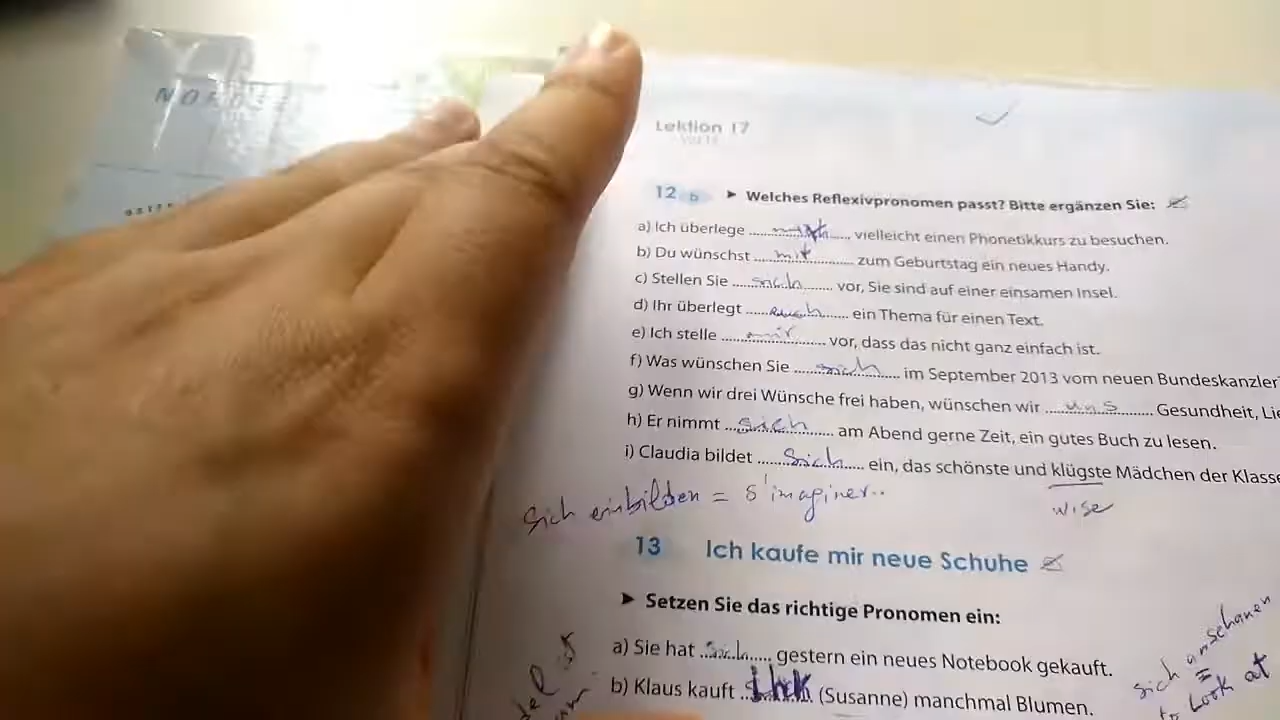 Lektion 17
12 b ► Welches Reflexivpronomen passt? Bitte ergänzen Sie:
a) Ich überlege .................. vielleicht einen Phonetikkurs zu besuchen.
b) Du wünscht ..... mit ..... zum Geburtstag ein neues Handy.
c) Stellen Sie ..... sich ..... vor, Sie sind auf einer einsamen Insel.
d) Ihr überlegt ..... euch ..... ein Thema für einen Text.
e) Ich stelle ..... mir ..... vor, dass das nicht ganz einfach ist.
f) Was wünschen Sie ..... sich ..... im September 2013 vom neuen Bundeskanzler
g) Wenn wir drei Wünsche frei haben, wünschen wir ..... uns ..... Gesundheit,
h) Er nimmt ..... sich ..... am Abend gerne Zeit, ein gutes Buch zu lesen.
i) Claudia bildet ..... Sich ..... ein, das schönste und klügste Mädchen der Klasse
Sich einbilden = s'imaginer..
wise
13 Ich kaufe mir neue Schuhe
► Setzen Sie das richtige Pronomen ein:
a) Sie hat ..... Sich ..... gestern ein neues Notebook gekauft.
b) Klaus kauft .......... (Susanne) manchmal Blumen.
sich anschauen
=
to Look at